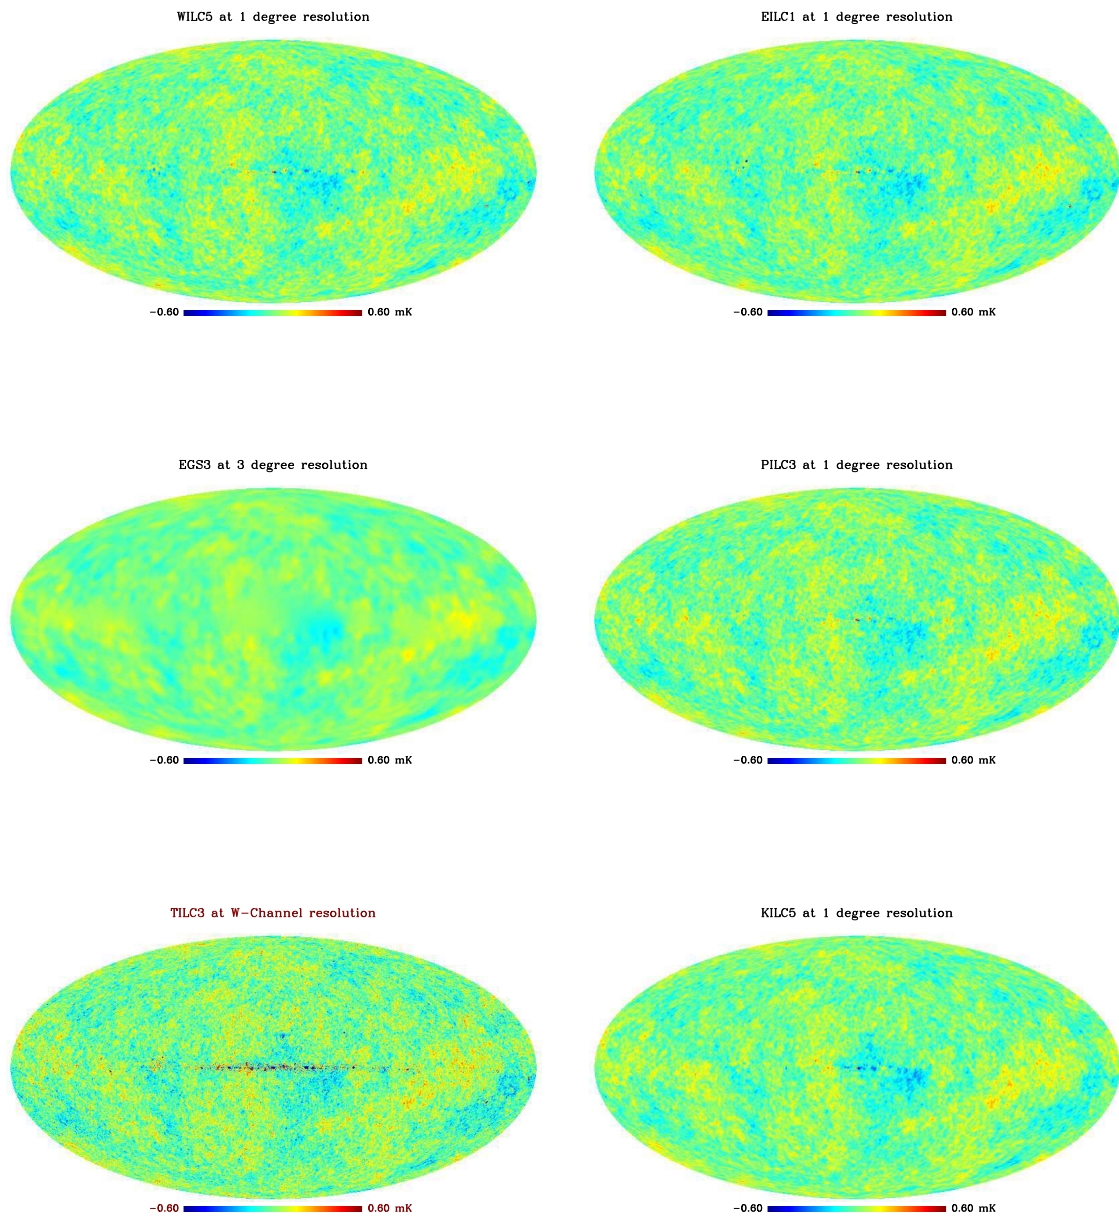 WILC5 at 1 degree resolution
EILC1 at 1 degree resolution
-0.60 0.60 mK
-0.60 0.60 mK
EGS3 at 3 degree resolution
PILC3 at 1 degree resolution
-0.60 0.60 mK
-0.60 0.60 mK
TILC3 at W-Channel resolution
KILC5 at 1 degree resolution
-0.60 0.60 mK
-0.60 0.60 mK